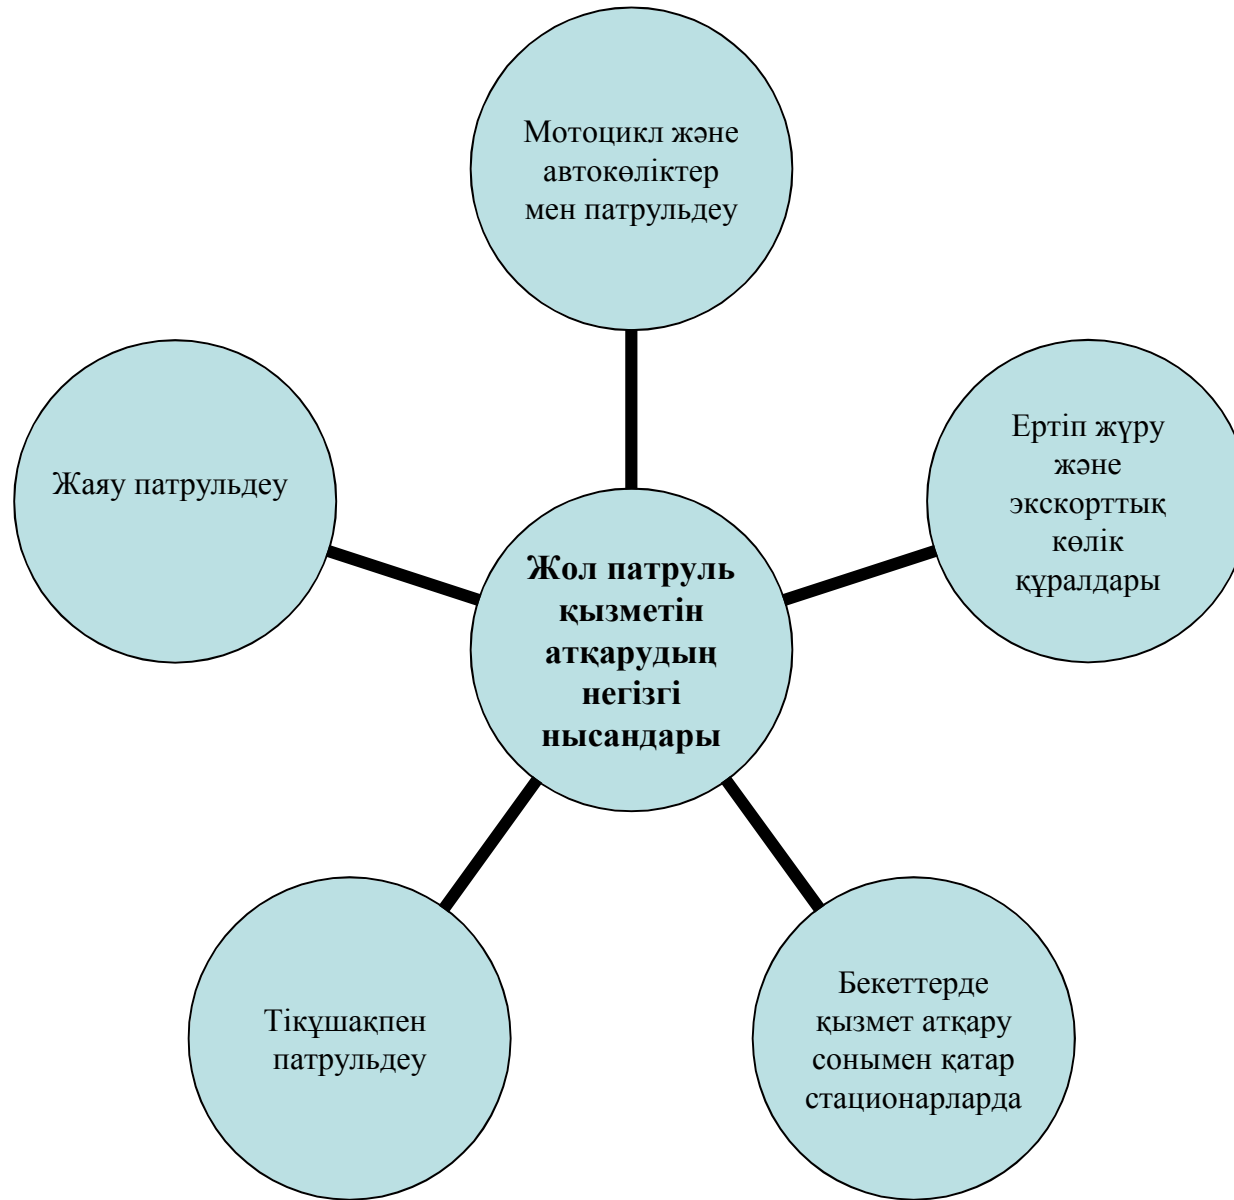 Мотоцикл және
автокөліктер
мен патрульдеу
Жаяу патрульдеу
Ертіп жүру
және
экскорттық
көлік
құралдары
Жол патруль
қызметін
атқарудың
негізгі
нысандары
Тікұшақпен
патрульдеу
Бекеттерде
қызмет атқару
сонымен қатар
стационарларда